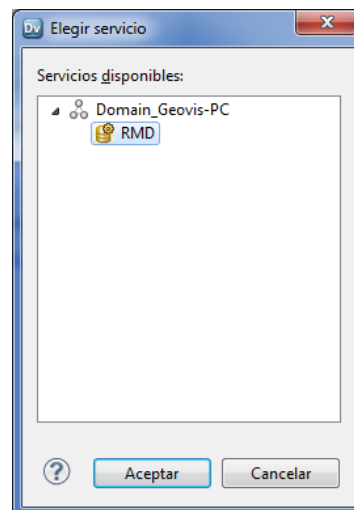 Dv Elegir servicio
Servicios disponibles:
Domain_Geovis-PC
RMD
?
Aceptar
Cancelar